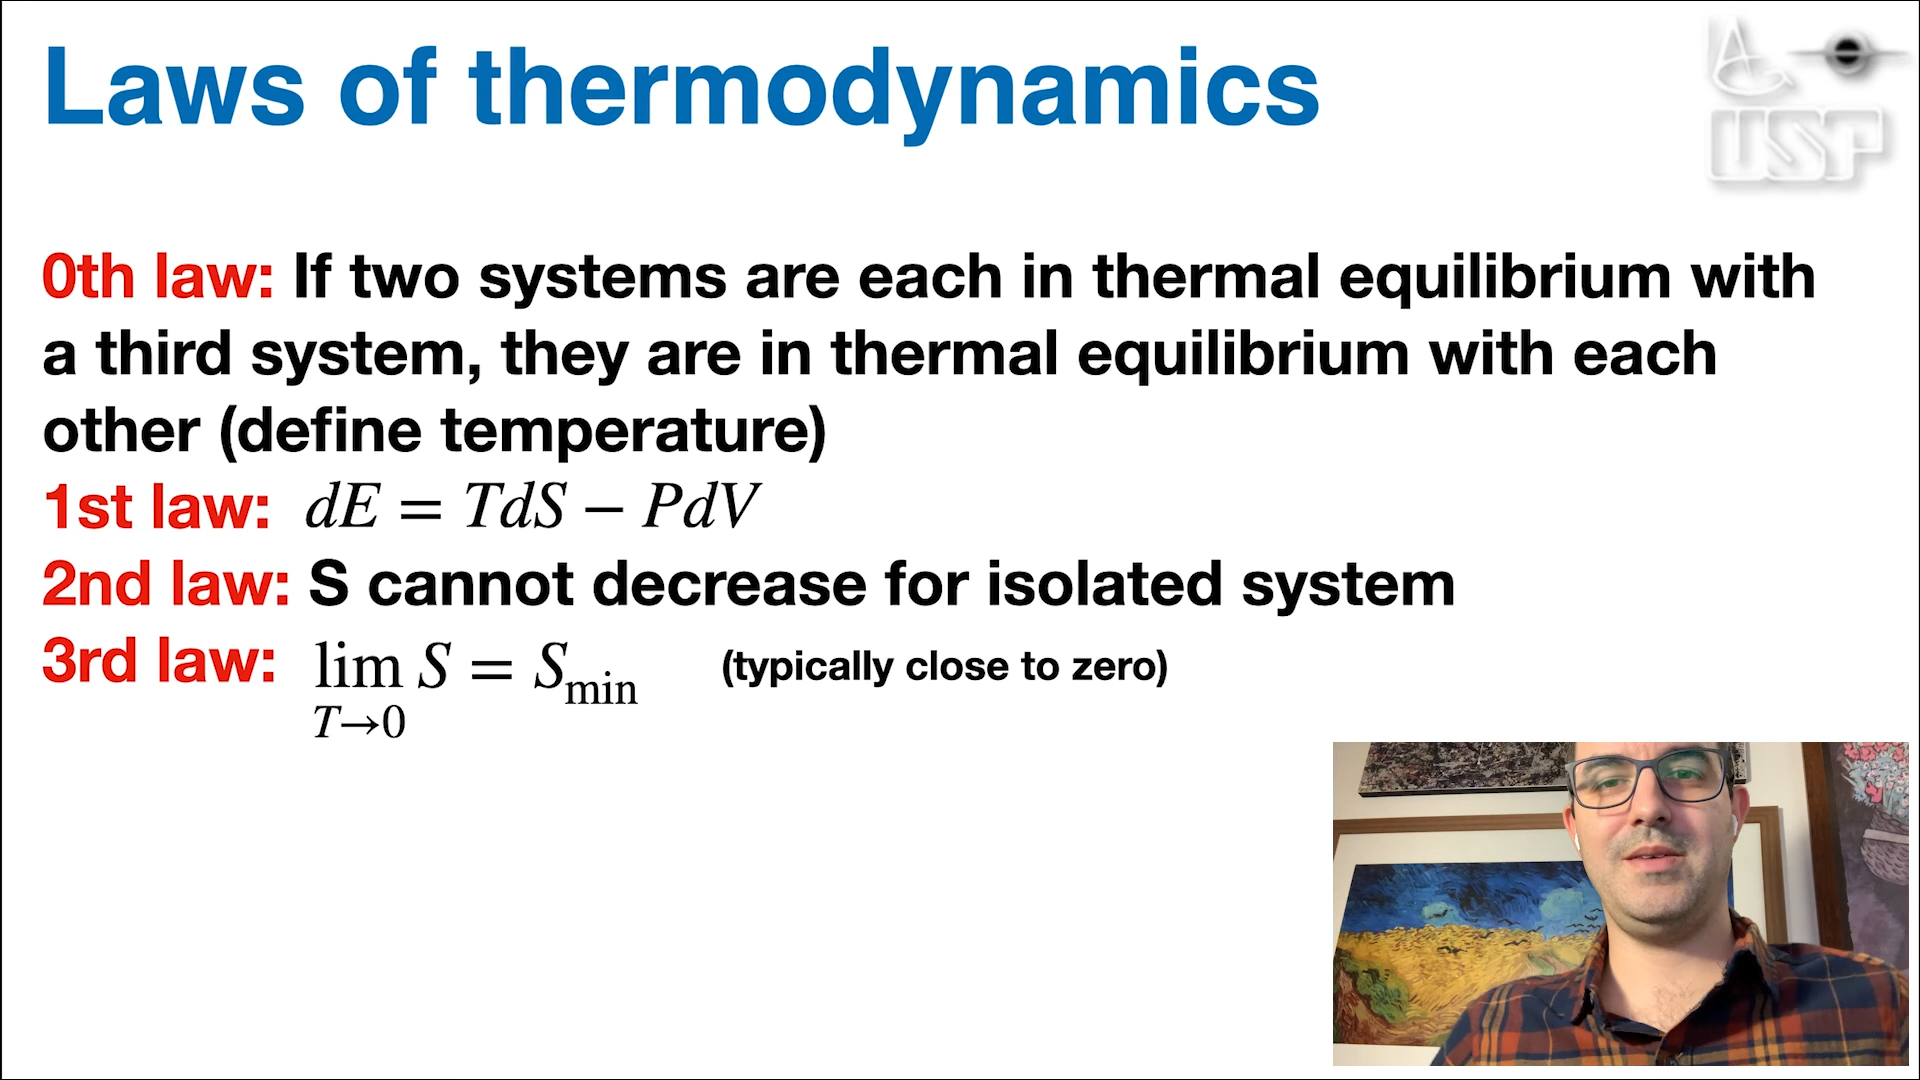 Laws of thermodynamics
USP
0th law: If two systems are each in thermal equilibrium with
a third system, they are in thermal equilibrium with each
other (define temperature)
1st law: dE = TdS − PdV
2nd law: S cannot decrease for isolated system
3rd law: lim S = Smin (typically close to zero)
T→0